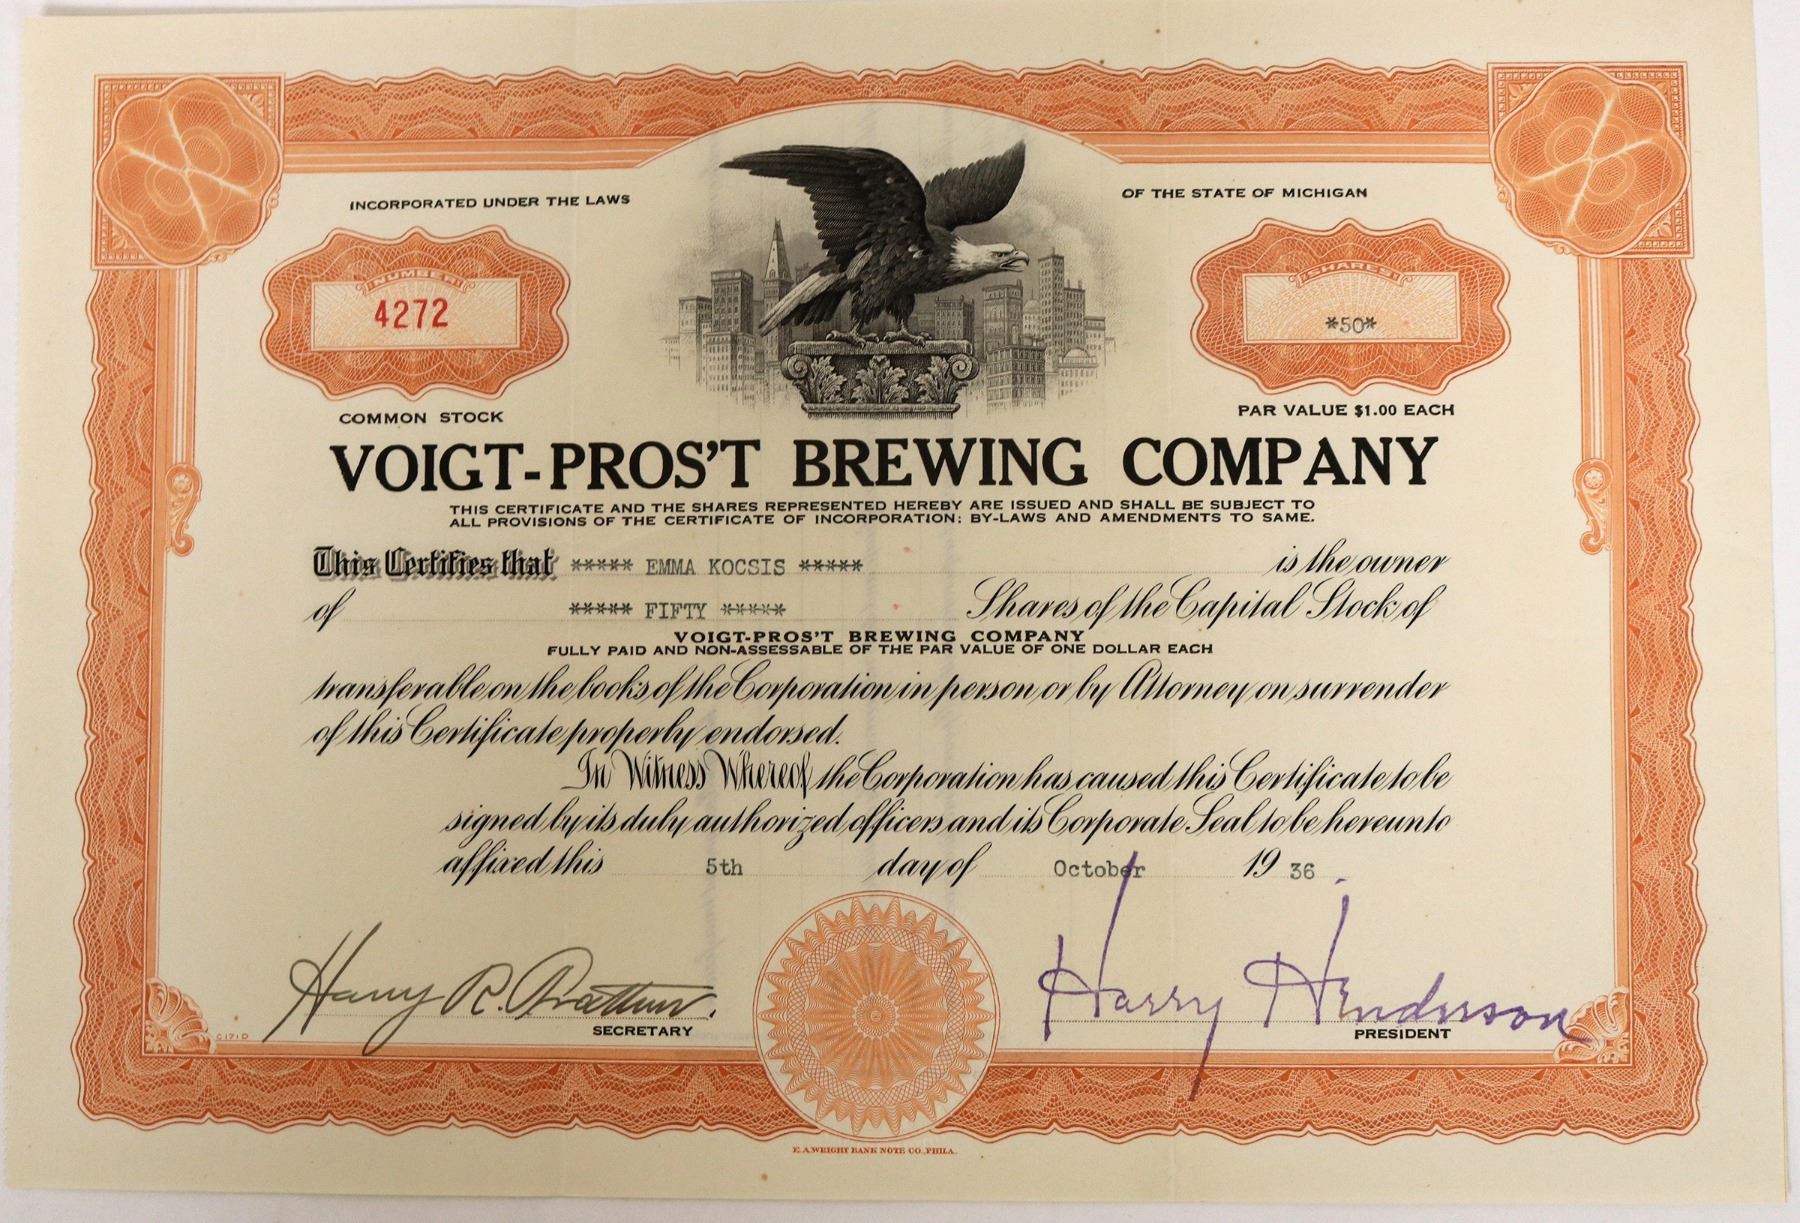 INCORPORATED UNDER THE LAWS OF THE STATE OF MICHIGAN
NUMBER SHARES
4272 *50*
COMMON STOCK PAR VALUE $1.00 EACH
VOIGT-PROS'T BREWING COMPANY
THIS CERTIFICATE AND THE SHARES REPRESENTED HEREBY ARE ISSUED AND SHALL BE SUBJECT TO
ALL PROVISIONS OF THE CERTIFICATE OF INCORPORATION; BY-LAWS AND AMENDMENTS TO SAME.
This Certifies that ***** EMMA KOCSIS ***** is the owner
of ***** FIFTY ***** Shares of the Capital Stock of
VOIGT-PROS'T BREWING COMPANY
FULLY PAID AND NON-ASSESSABLE OF THE PAR VALUE OF ONE DOLLAR EACH
transferable on the books of the Corporation in person or by Attorney on surrender
of this Certificate properly endorsed.
In Witness Whereof the Corporation has caused this Certificate to be
signed by its duly authorized officers and its Corporate Seal to be hereunto
affixed this 5th day of October 1936
Harry R. Harry Henderson
SECRETARY PRESIDENT
C1710
E. A. WRIGHT BANK NOTE CO., PHILA.